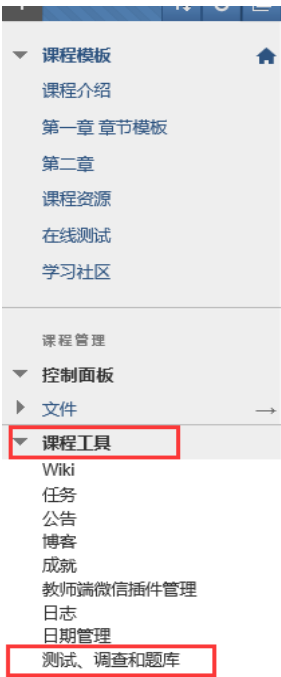 课程模板
课程介绍
第一章 章节模板
第二章
课程资源
在线测试
学习社区
课程管理
控制面板
文件
课程工具
Wiki
任务
公告
博客
成就
教师端微信插件管理
日志
日期管理
测试、调查和题库